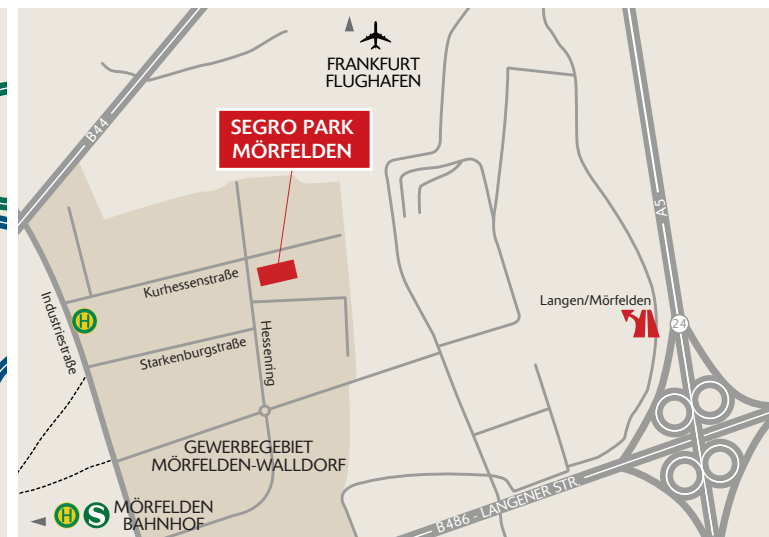 FRANKFURT
FLUGHAFEN
B44
SEGRO PARK
MÖRFELDEN
A5
Kurhessenstraße
Industriestraße
H
Langen/Mörfelden
24
Starkenburgstraße
Hessenring
GEWERBEGEBIET
MÖRFELDEN-WALLDORF
B486 - LANGENER STR.
H S MÖRFELDEN
BAHNHOF